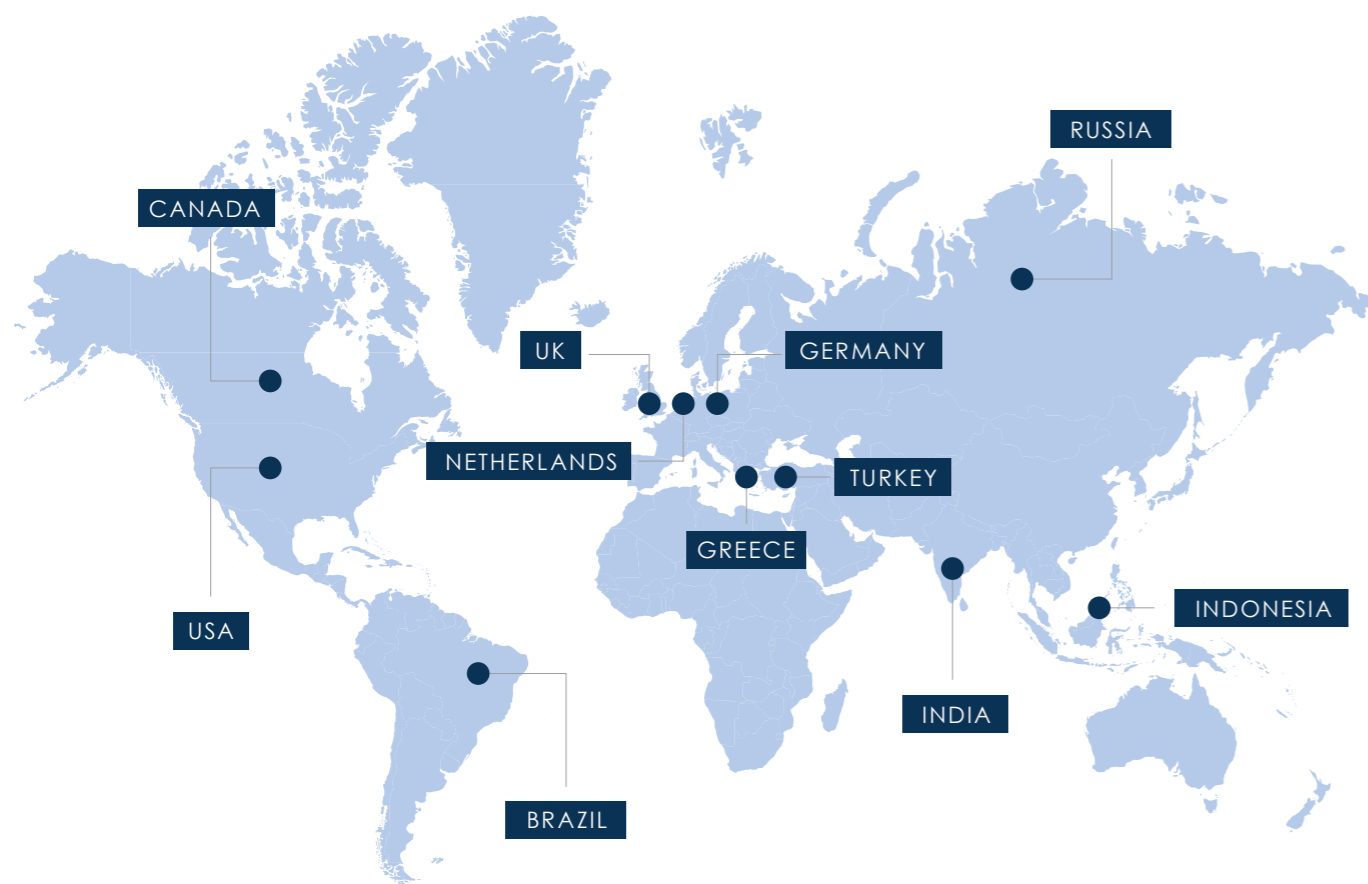 RUSSIA
CANADA
UK
GERMANY
NETHERLANDS
TURKEY
GREECE
INDONESIA
USA
INDIA
BRAZIL